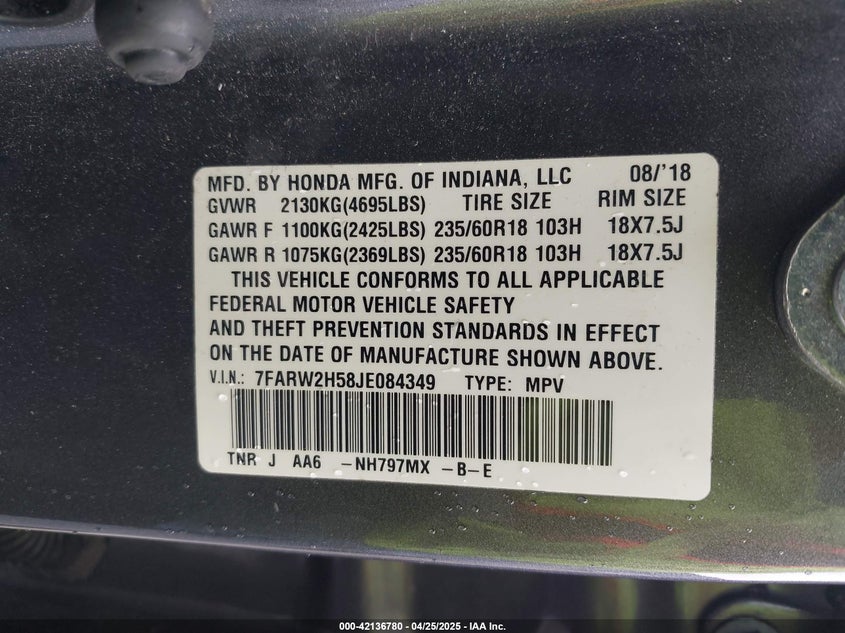 MFD. BY HONDA MFG. OF INDIANA, LLC 08/'18
GVWR 2130KG(4695LBS) TIRE SIZE RIM SIZE
GAWR F 1100KG(2425LBS) 235/60R18 103H 18X7.5J
GAWR R 1075KG(2369LBS) 235/60R18 103H 18X7.5J
THIS VEHICLE CONFORMS TO ALL APPLICABLE
FEDERAL MOTOR VEHICLE SAFETY
AND THEFT PREVENTION STANDARDS IN EFFECT
ON THE DATE OF MANUFACTURE SHOWN ABOVE.
V.I.N.: 7FARW2H58JE084349 TYPE: MPV
TNR J AA6 -NH797MX -B-E
000-42136780 - 04/25/2025 - IAA Inc.